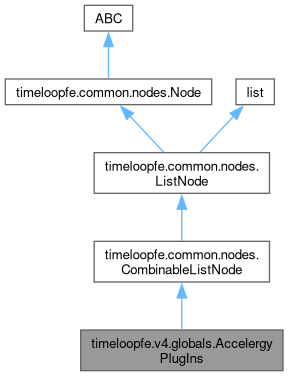 ABC
timeloopfe.common.nodes.Node
list
timeloopfe.common.nodes.
ListNode
timeloopfe.common.nodes.
CombinableListNode
timeloopfe.v4.globals.Accelergy
PlugIns